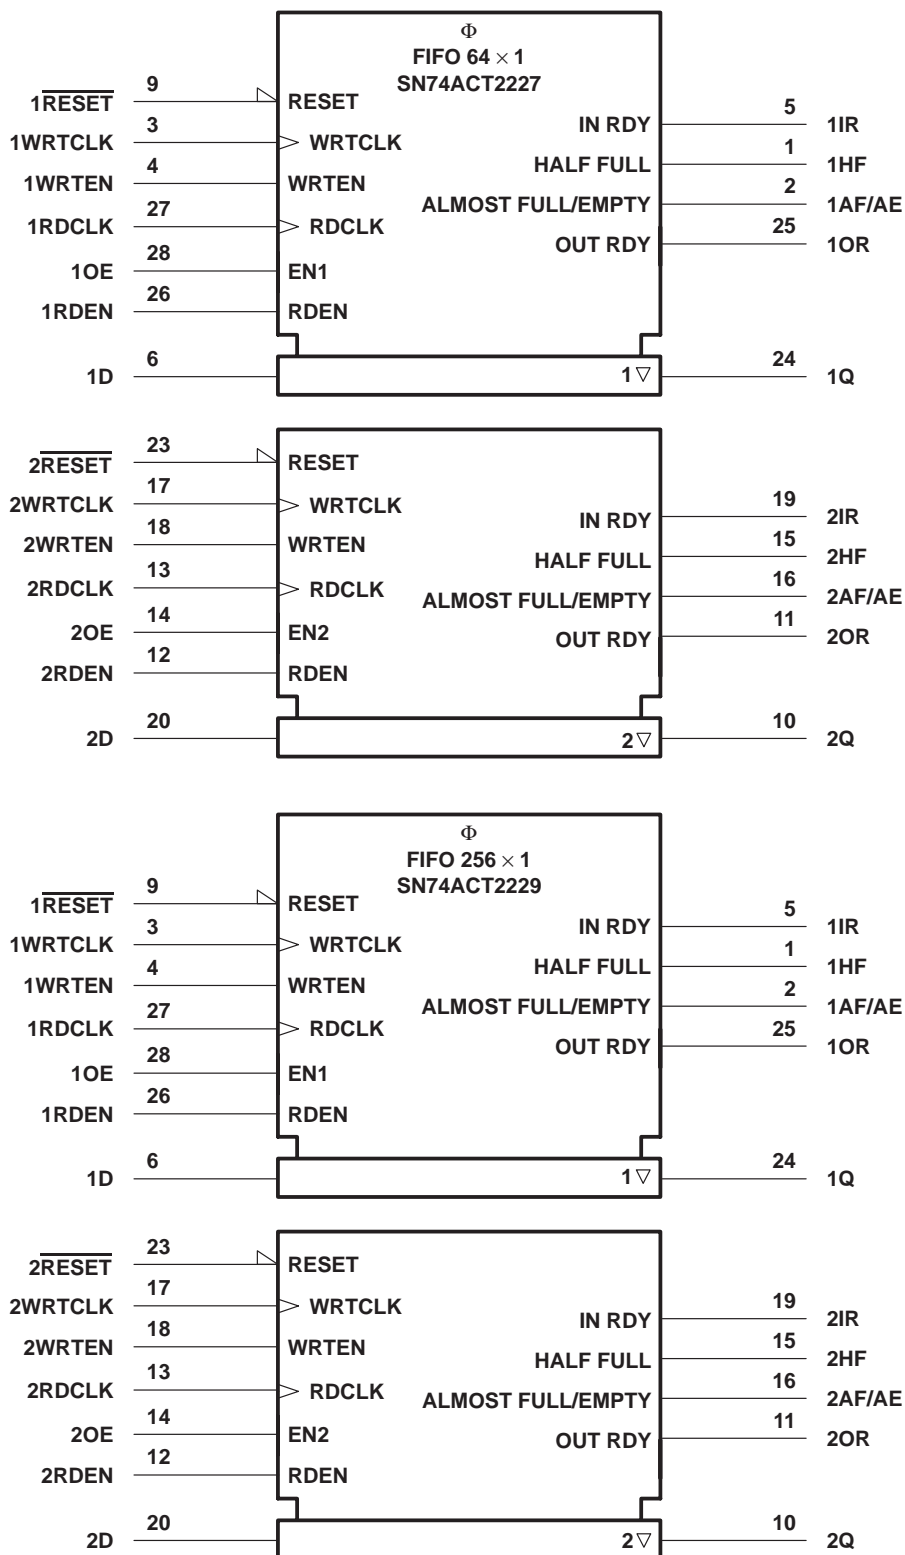 Φ
FIFO 64 × 1
SN74ACT2227
1RESET 9 RESET
1WRTCLK 3 WRTCLK
1WRTEN 4 WRTEN
1RDCLK 27 RDCLK
1OE 28 EN1
1RDEN 26 RDEN
IN RDY 5 1IR
HALF FULL 1 1HF
ALMOST FULL/EMPTY 2 1AF/AE
OUT RDY 25 1OR
1D 6 1▽ 24 1Q
2RESET 23 RESET
2WRTCLK 17 WRTCLK
2WRTEN 18 WRTEN
2RDCLK 13 RDCLK
2OE 14 EN2
2RDEN 12 RDEN
IN RDY 19 2IR
HALF FULL 15 2HF
ALMOST FULL/EMPTY 16 2AF/AE
OUT RDY 11 2OR
2D 20 2▽ 10 2Q
Φ
FIFO 256 × 1
SN74ACT2229
1RESET 9 RESET
1WRTCLK 3 WRTCLK
1WRTEN 4 WRTEN
1RDCLK 27 RDCLK
1OE 28 EN1
1RDEN 26 RDEN
IN RDY 5 1IR
HALF FULL 1 1HF
ALMOST FULL/EMPTY 2 1AF/AE
OUT RDY 25 1OR
1D 6 1▽ 24 1Q
2RESET 23 RESET
2WRTCLK 17 WRTCLK
2WRTEN 18 WRTEN
2RDCLK 13 RDCLK
2OE 14 EN2
2RDEN 12 RDEN
IN RDY 19 2IR
HALF FULL 15 2HF
ALMOST FULL/EMPTY 16 2AF/AE
OUT RDY 11 2OR
2D 20 2▽ 10 2Q